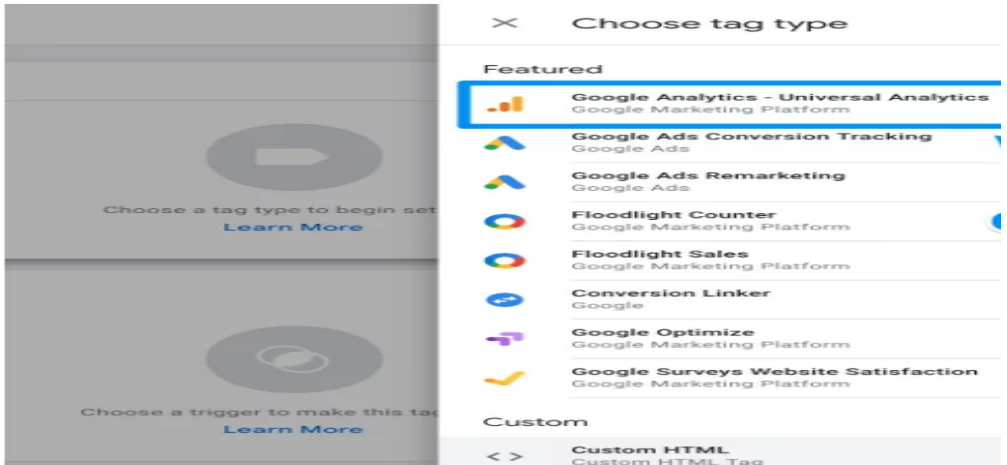 Choose tag type
Featured
Google Analytics - Universal Analytics
Google Marketing Platform
Google Ads Conversion Tracking
Google Ads
Google Ads Remarketing
Google Ads
Floodlight Counter
Google Marketing Platform
Floodlight Sales
Google Marketing Platform
Conversion Linker
Google
Google Optimize
Google Marketing Platform
Google Surveys Website Satisfaction
Google Marketing Platform
Custom
Custom HTML
Custom HTML Tag
Choose a tag type to begin set
Learn More
Choose a trigger to make this tag
Learn More